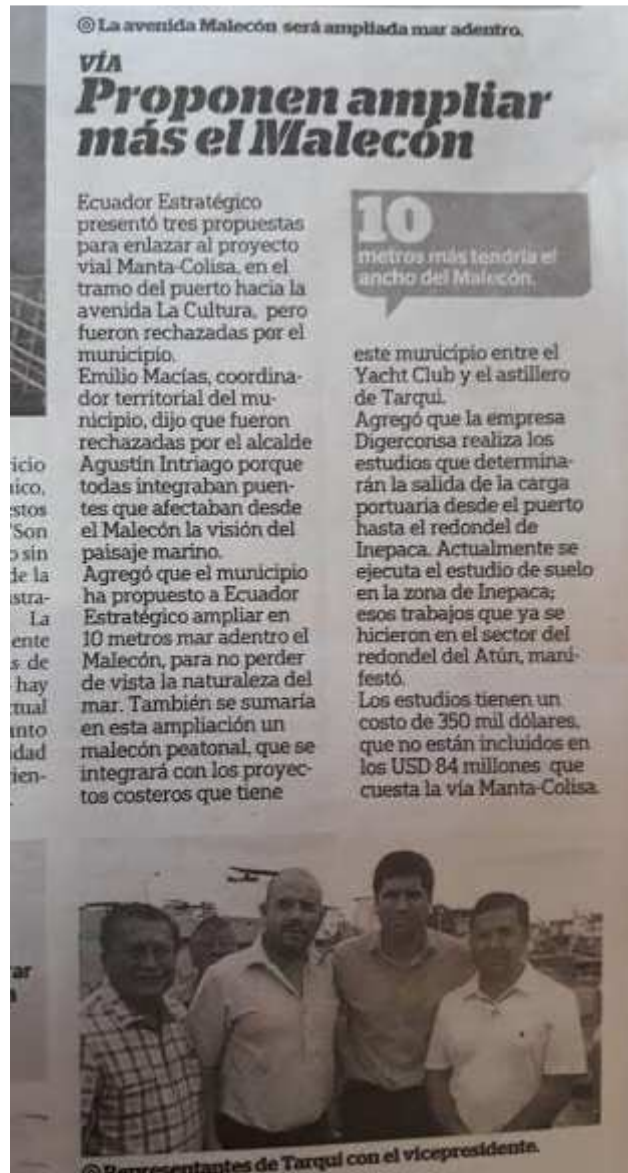 La avenida Malecón será ampliada mar adentro.
VÍA
Proponen ampliar
más el Malecón
Ecuador Estratégico
presentó tres propuestas
para enlazar al proyecto
vial Manta-Colisa, en el
tramo del puerto hacia la
avenida La Cultura, pero
fueron rechazadas por el
municipio.
Emilio Macías, coordina-
dor territorial del mu-
nicipio, dijo que fueron
rechazadas por el alcalde
Agustín Intriago porque
todas integraban puen-
tes que afectaban desde
el Malecón la visión del
paisaje marino.
Agregó que el municipio
ha propuesto a Ecuador
Estratégico ampliar en
10 metros mar adentro el
Malecón, para no perder
de vista la naturaleza del
mar. También se sumaría
en esta ampliación un
malecón peatonal, que se
integrará con los proyec-
tos costeros que tiene
10
metros más tendría el
ancho del Malecón.
este municipio entre el
Yacht Club y el astillero
de Tarqui.
Agregó que la empresa
Digerconsa realiza los
estudios que determina-
rán la salida de la carga
portuaria desde el puerto
hasta el redondel de
Inepaca. Actualmente se
ejecuta el estudio de suelo
en la zona de Inepaca;
esos trabajos que ya se
hicieron en el sector del
redondel del Atún, mani-
festó.
Los estudios tienen un
costo de 350 mil dólares,
que no están incluidos en
los USD 84 millones que
cuesta la vía Manta-Colisa.
Representantes de Tarqui con el vicepresidente.